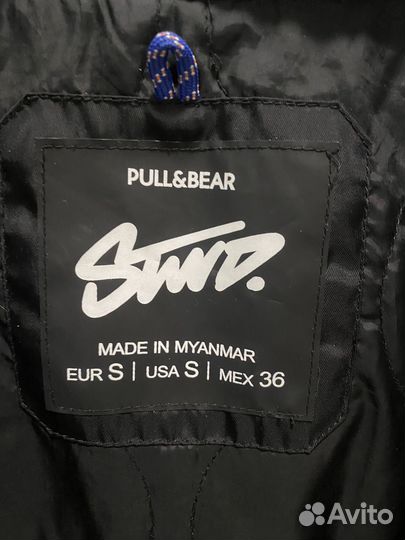 PULL&BEAR
STWD.
MADE IN MYANMAR
EUR S | USA S | MEX 36
Avito